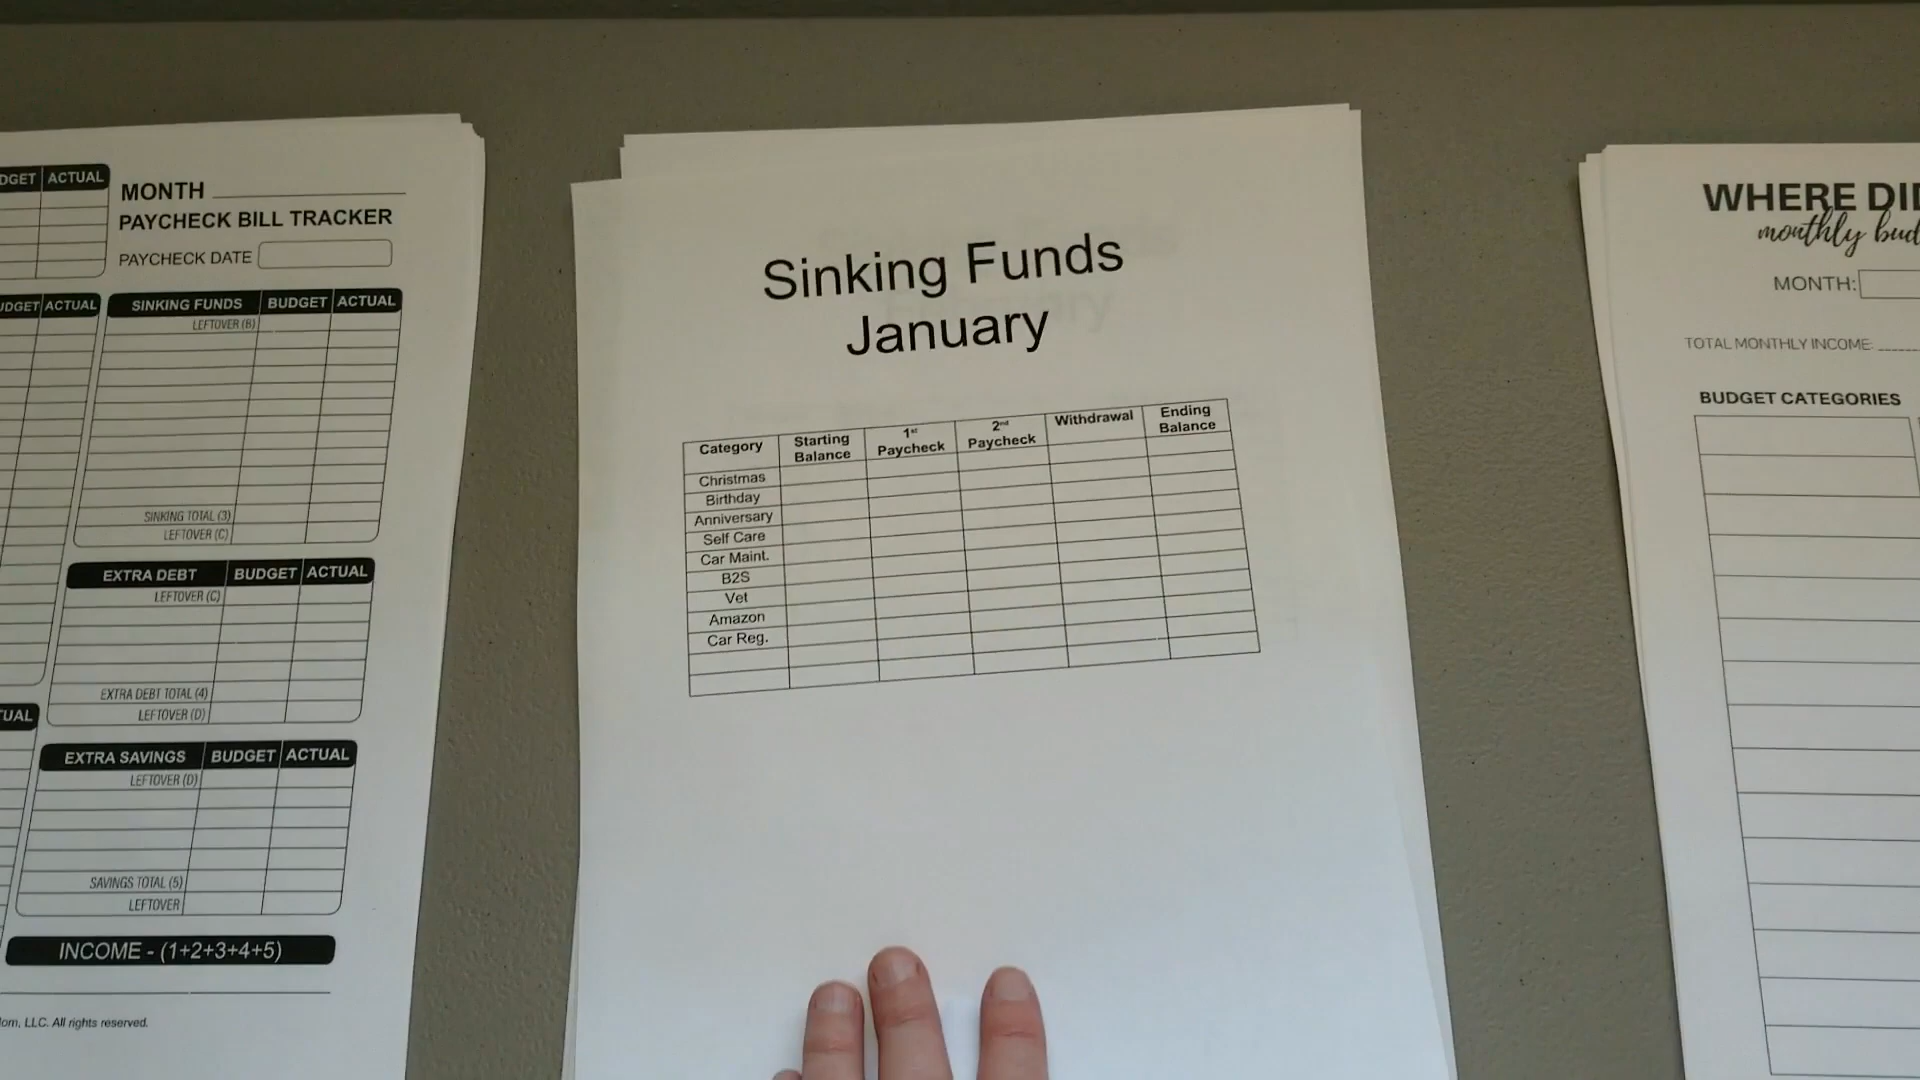 DGET ACTUAL
MONTH
PAYCHECK BILL TRACKER
PAYCHECK DATE
UDGET ACTUAL
SINKING FUNDS BUDGET ACTUAL
LEFTOVER (B)
SINKING TOTAL (3)
LEFTOVER (C)
EXTRA DEBT BUDGET ACTUAL
LEFTOVER (C)
EXTRA DEBT TOTAL (4)
LEFTOVER (D)
TUAL
EXTRA SAVINGS BUDGET ACTUAL
LEFTOVER (D)
SAVINGS TOTAL (5)
LEFTOVER
INCOME - (1+2+3+4+5)
dom, LLC. All rights reserved.
Sinking Funds
January
Category Starting Balance 1st Paycheck 2nd Paycheck Withdrawal Ending Balance
Christmas
Birthday
Anniversary
Self Care
Car Maint.
B2S
Vet
Amazon
Car Reg.
WHERE DID
monthly bud
MONTH:
TOTAL MONTHLY INCOME:
BUDGET CATEGORIES